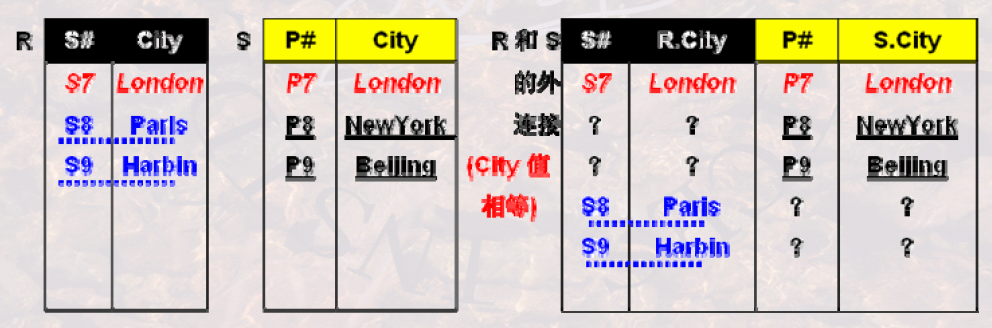 R S# City S P# City R 和 S S# R.City P# S.City
S7 London P7 London 的外 S7 London P7 London
S8 Paris P8 NewYork 连接 ? ? P8 NewYork
S9 Harbin P9 Beijing (City 值 ? ? P9 Beijing
相等) S8 Paris ? ?
S9 Harbin ? ?